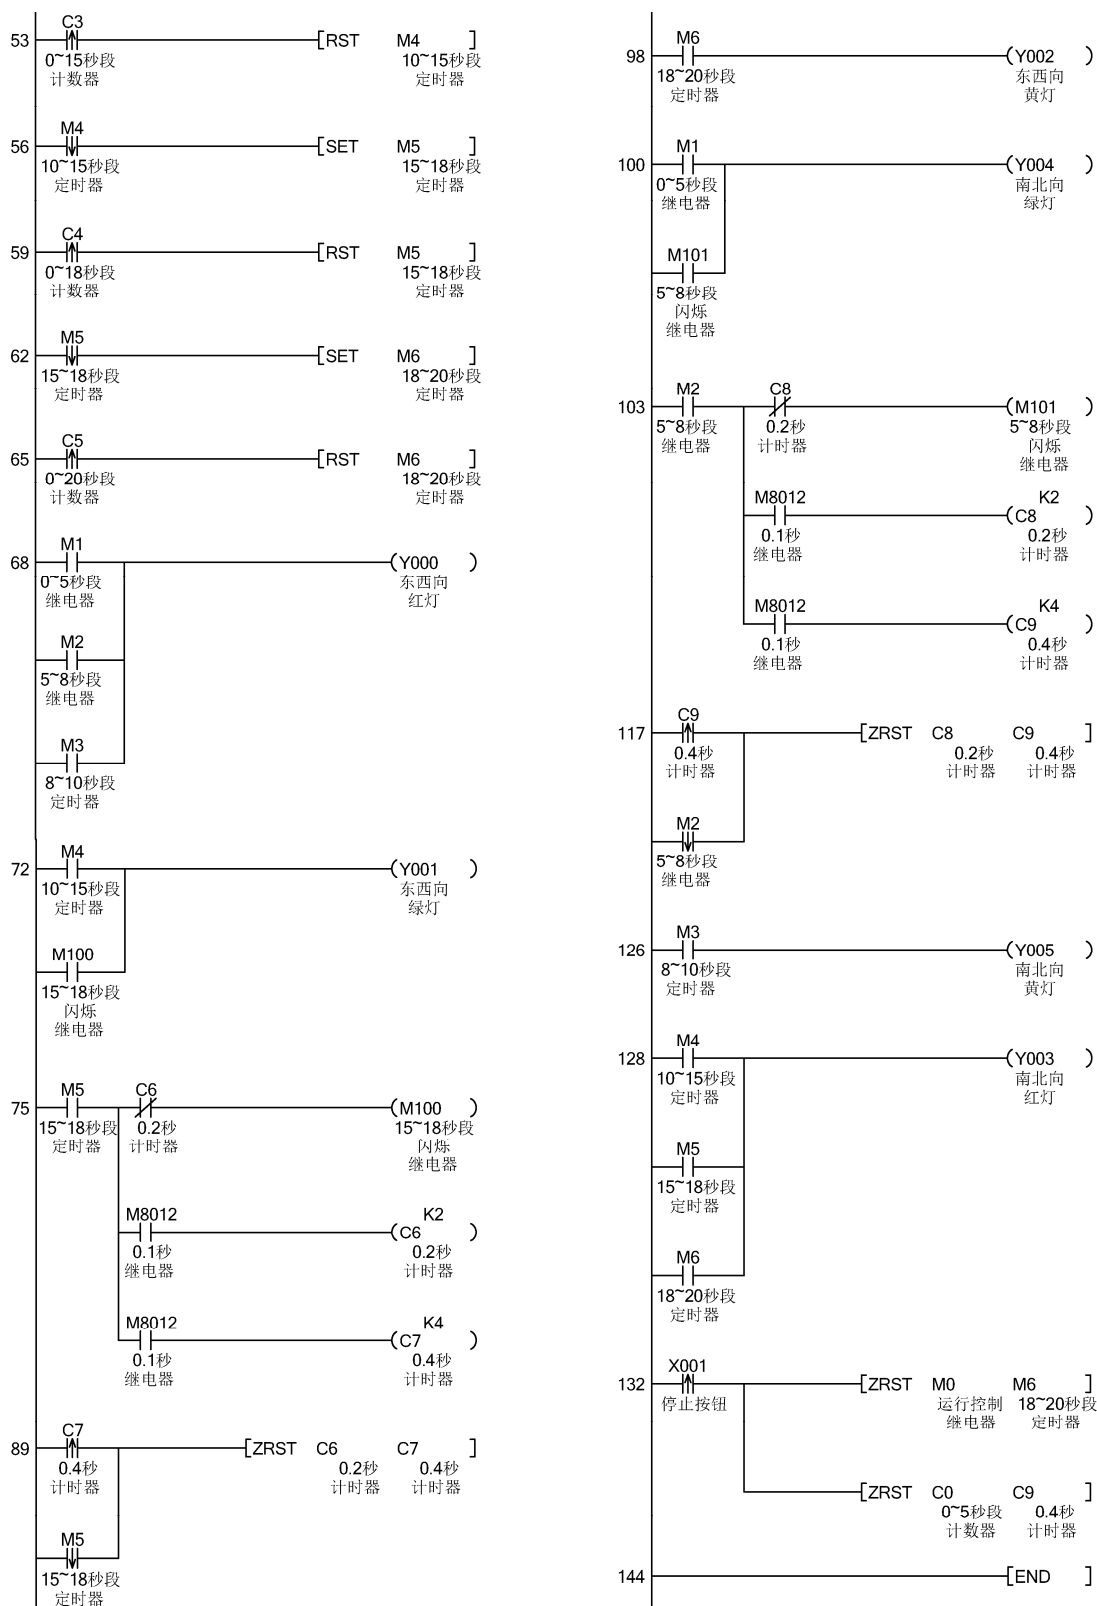 C3
53 [RST M4 ]
0~15秒段 10~15秒段
计数器 定时器
M4
56 [SET M5 ]
10~15秒段 15~18秒段
定时器 定时器
C4
59 [RST M5 ]
0~18秒段 15~18秒段
计数器 定时器
M5
62 [SET M6 ]
15~18秒段 18~20秒段
定时器 定时器
C5
65 [RST M6 ]
0~20秒段 18~20秒段
计数器 定时器
M1
68 (Y000 )
0~5秒段 东西向
继电器 红灯
M2
5~8秒段
继电器
M3
8~10秒段
定时器
M4
72 (Y001 )
10~15秒段 东西向
定时器 绿灯
M100
15~18秒段
闪烁
继电器
M5 C6
75 (M100 )
15~18秒段 0.2秒 15~18秒段
定时器 计时器 闪烁
继电器
M8012 K2
(C6 )
0.1秒 0.2秒
继电器 计时器
M8012 K4
(C7 )
0.1秒 0.4秒
继电器 计时器
C7
89 [ZRST C6 C7 ]
0.4秒 0.2秒 0.4秒
计时器 计时器 计时器
M5
15~18秒段
定时器
M6
98 (Y002 )
18~20秒段 东西向
定时器 黄灯
M1
100 (Y004 )
0~5秒段 南北向
继电器 绿灯
M101
5~8秒段
闪烁
继电器
M2 C8
103 (M101 )
5~8秒段 0.2秒 5~8秒段
继电器 计时器 闪烁
继电器
M8012 K2
(C8 )
0.1秒 0.2秒
继电器 计时器
M8012 K4
(C9 )
0.1秒 0.4秒
继电器 计时器
C9
117 [ZRST C8 C9 ]
0.4秒 0.2秒 0.4秒
计时器 计时器 计时器
M2
5~8秒段
继电器
M3
126 (Y005 )
8~10秒段 南北向
定时器 黄灯
M4
128 (Y003 )
10~15秒段 南北向
定时器 红灯
M5
15~18秒段
定时器
M6
18~20秒段
定时器
X001
132 [ZRST M0 M6 ]
停止按钮 运行控制 18~20秒段
继电器 定时器
[ZRST C0 C9 ]
0~5秒段 0.4秒
计数器 计时器
144 [END ]